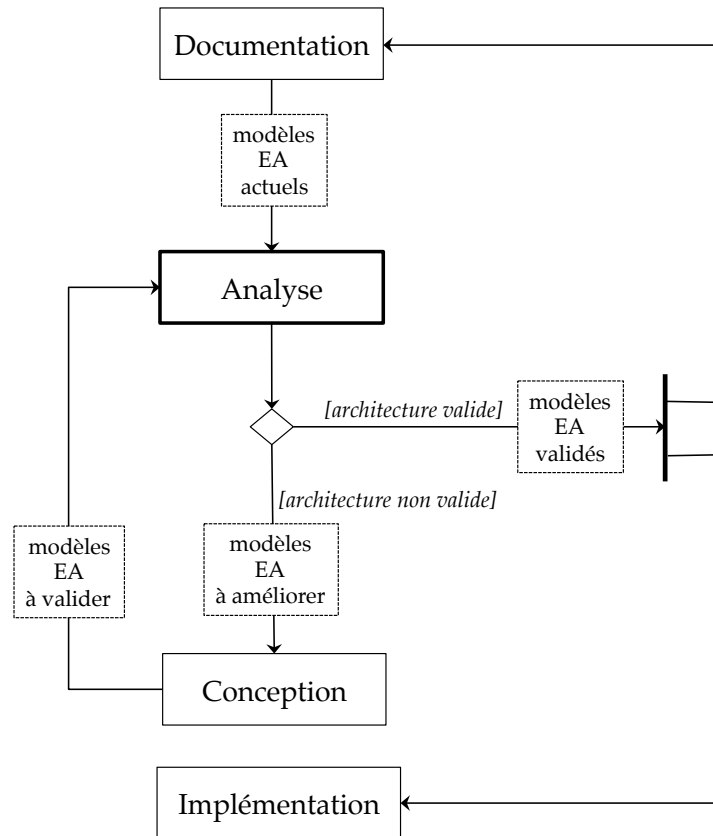 Documentation
modèles
EA
actuels
Analyse
[architecture valide]
modèles
EA
validés
[architecture non valide]
modèles
EA
à valider
modèles
EA
à améliorer
Conception
Implémentation